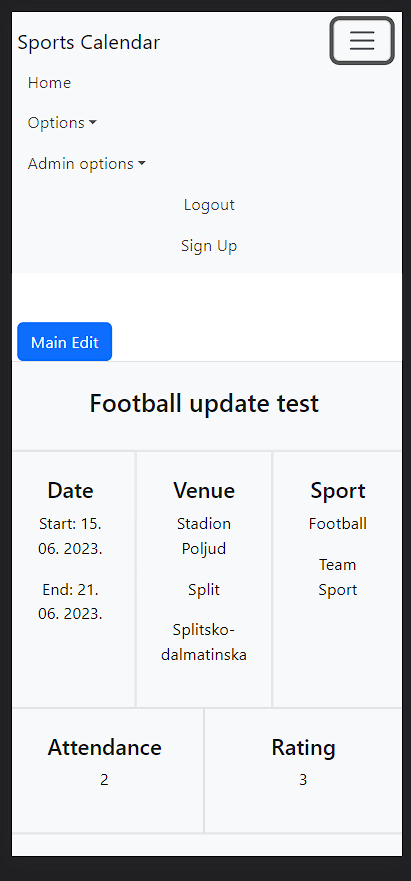 Sports Calendar
Home
Options
Admin options
Logout
Sign Up
Main Edit
Football update test
Date
Start: 15.
06. 2023.
End: 21.
06. 2023.
Venue
Stadion
Poljud
Split
Splitsko-
dalmatinska
Sport
Football
Team
Sport
Attendance
2
Rating
3